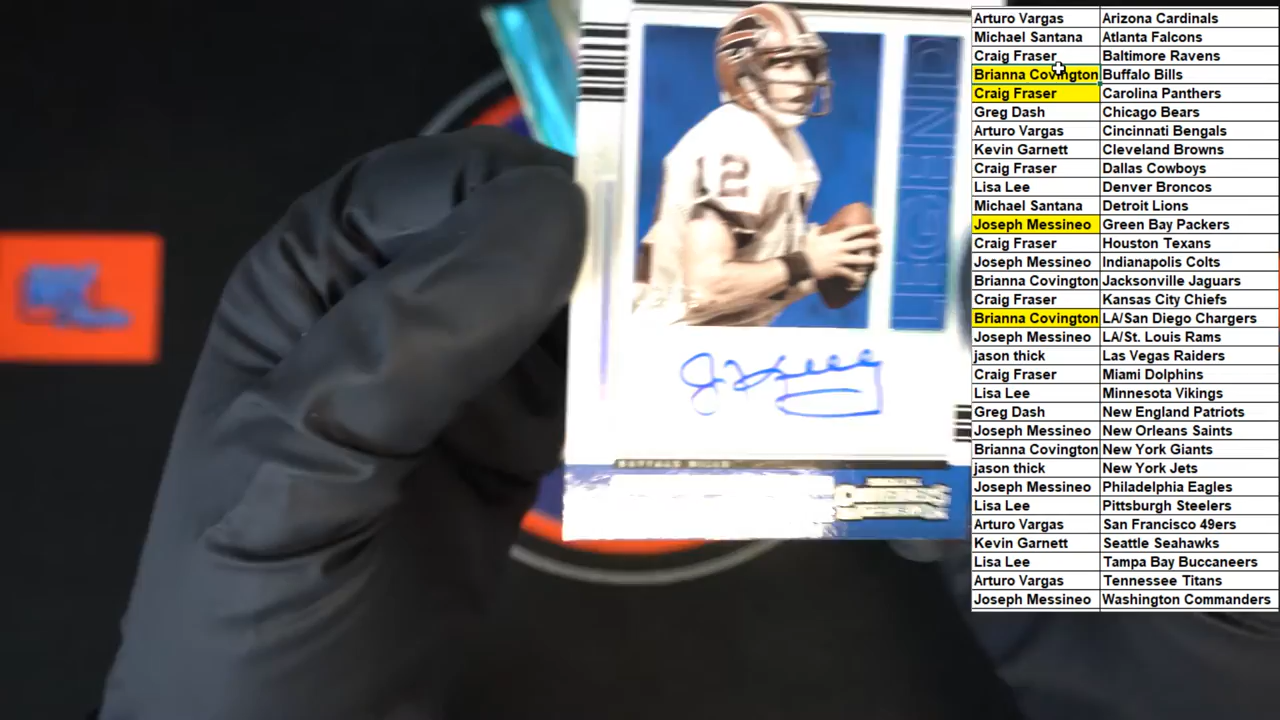 12
LEGEND
BUFFALO BILLS
CONTENDERS
Arturo Vargas Arizona Cardinals
Michael Santana Atlanta Falcons
Craig Fraser Baltimore Ravens
Brianna Covington Buffalo Bills
Craig Fraser Carolina Panthers
Greg Dash Chicago Bears
Arturo Vargas Cincinnati Bengals
Kevin Garnett Cleveland Browns
Craig Fraser Dallas Cowboys
Lisa Lee Denver Broncos
Michael Santana Detroit Lions
Joseph Messineo Green Bay Packers
Craig Fraser Houston Texans
Joseph Messineo Indianapolis Colts
Brianna Covington Jacksonville Jaguars
Craig Fraser Kansas City Chiefs
Brianna Covington LA/San Diego Chargers
Joseph Messineo LA/St. Louis Rams
jason thick Las Vegas Raiders
Craig Fraser Miami Dolphins
Lisa Lee Minnesota Vikings
Greg Dash New England Patriots
Joseph Messineo New Orleans Saints
Brianna Covington New York Giants
jason thick New York Jets
Joseph Messineo Philadelphia Eagles
Lisa Lee Pittsburgh Steelers
Arturo Vargas San Francisco 49ers
Kevin Garnett Seattle Seahawks
Lisa Lee Tampa Bay Buccaneers
Arturo Vargas Tennessee Titans
Joseph Messineo Washington Commanders